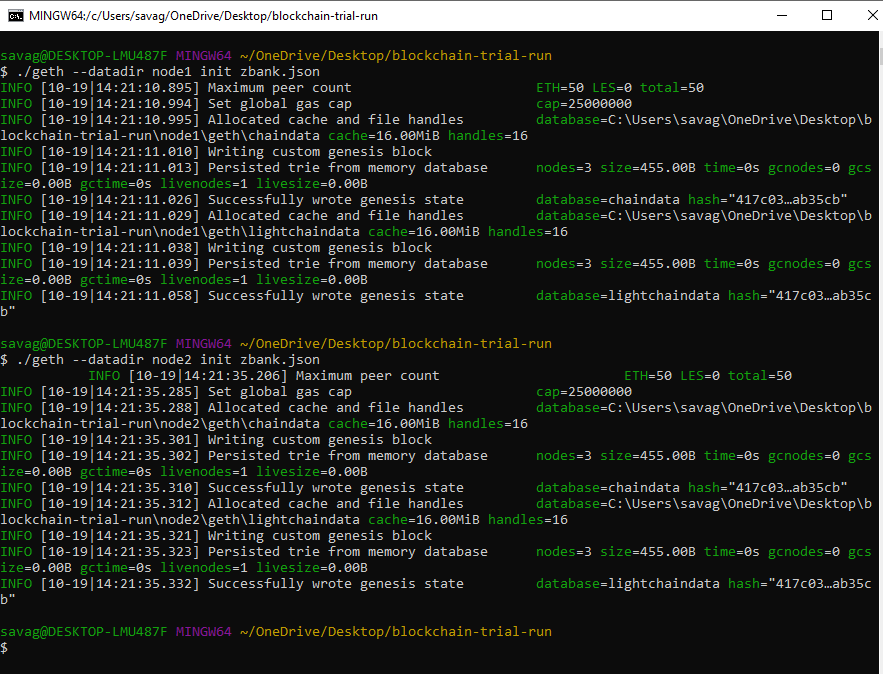 MINGW64:/c/Users/savag/OneDrive/Desktop/blockchain-trial-run
savag@DESKTOP-LMU487F MINGW64 ~/OneDrive/Desktop/blockchain-trial-run
$ ./geth --datadir node1 init zbank.json
INFO [10-19|14:21:10.895] Maximum peer count                       ETH=50 LES=0 total=50
INFO [10-19|14:21:10.994] Set global gas cap                       cap=25000000
INFO [10-19|14:21:10.995] Allocated cache and file handles         database=C:\Users\savag\OneDrive\Desktop\b
lockchain-trial-run\node1\geth\chaindata cache=16.00MiB handles=16
INFO [10-19|14:21:11.010] Writing custom genesis block
INFO [10-19|14:21:11.013] Persisted trie from memory database      nodes=3 size=455.00B time=0s gcnodes=0 gcs
ize=0.00B gctime=0s livenodes=1 livesize=0.00B
INFO [10-19|14:21:11.026] Successfully wrote genesis state         database=chaindata hash="417c03…ab35cb"
INFO [10-19|14:21:11.029] Allocated cache and file handles         database=C:\Users\savag\OneDrive\Desktop\b
lockchain-trial-run\node1\geth\lightchaindata cache=16.00MiB handles=16
INFO [10-19|14:21:11.038] Writing custom genesis block
INFO [10-19|14:21:11.039] Persisted trie from memory database      nodes=3 size=455.00B time=0s gcnodes=0 gcs
ize=0.00B gctime=0s livenodes=1 livesize=0.00B
INFO [10-19|14:21:11.058] Successfully wrote genesis state         database=lightchaindata hash="417c03…ab35c
b"
savag@DESKTOP-LMU487F MINGW64 ~/OneDrive/Desktop/blockchain-trial-run
$ ./geth --datadir node2 init zbank.json
INFO [10-19|14:21:35.206] Maximum peer count                       ETH=50 LES=0 total=50
INFO [10-19|14:21:35.285] Set global gas cap                       cap=25000000
INFO [10-19|14:21:35.288] Allocated cache and file handles         database=C:\Users\savag\OneDrive\Desktop\b
lockchain-trial-run\node2\geth\chaindata cache=16.00MiB handles=16
INFO [10-19|14:21:35.301] Writing custom genesis block
INFO [10-19|14:21:35.302] Persisted trie from memory database      nodes=3 size=455.00B time=0s gcnodes=0 gcs
ize=0.00B gctime=0s livenodes=1 livesize=0.00B
INFO [10-19|14:21:35.310] Successfully wrote genesis state         database=chaindata hash="417c03…ab35cb"
INFO [10-19|14:21:35.312] Allocated cache and file handles         database=C:\Users\savag\OneDrive\Desktop\b
lockchain-trial-run\node2\geth\lightchaindata cache=16.00MiB handles=16
INFO [10-19|14:21:35.321] Writing custom genesis block
INFO [10-19|14:21:35.323] Persisted trie from memory database      nodes=3 size=455.00B time=0s gcnodes=0 gcs
ize=0.00B gctime=0s livenodes=1 livesize=0.00B
INFO [10-19|14:21:35.332] Successfully wrote genesis state         database=lightchaindata hash="417c03…ab35c
b"
savag@DESKTOP-LMU487F MINGW64 ~/OneDrive/Desktop/blockchain-trial-run
$